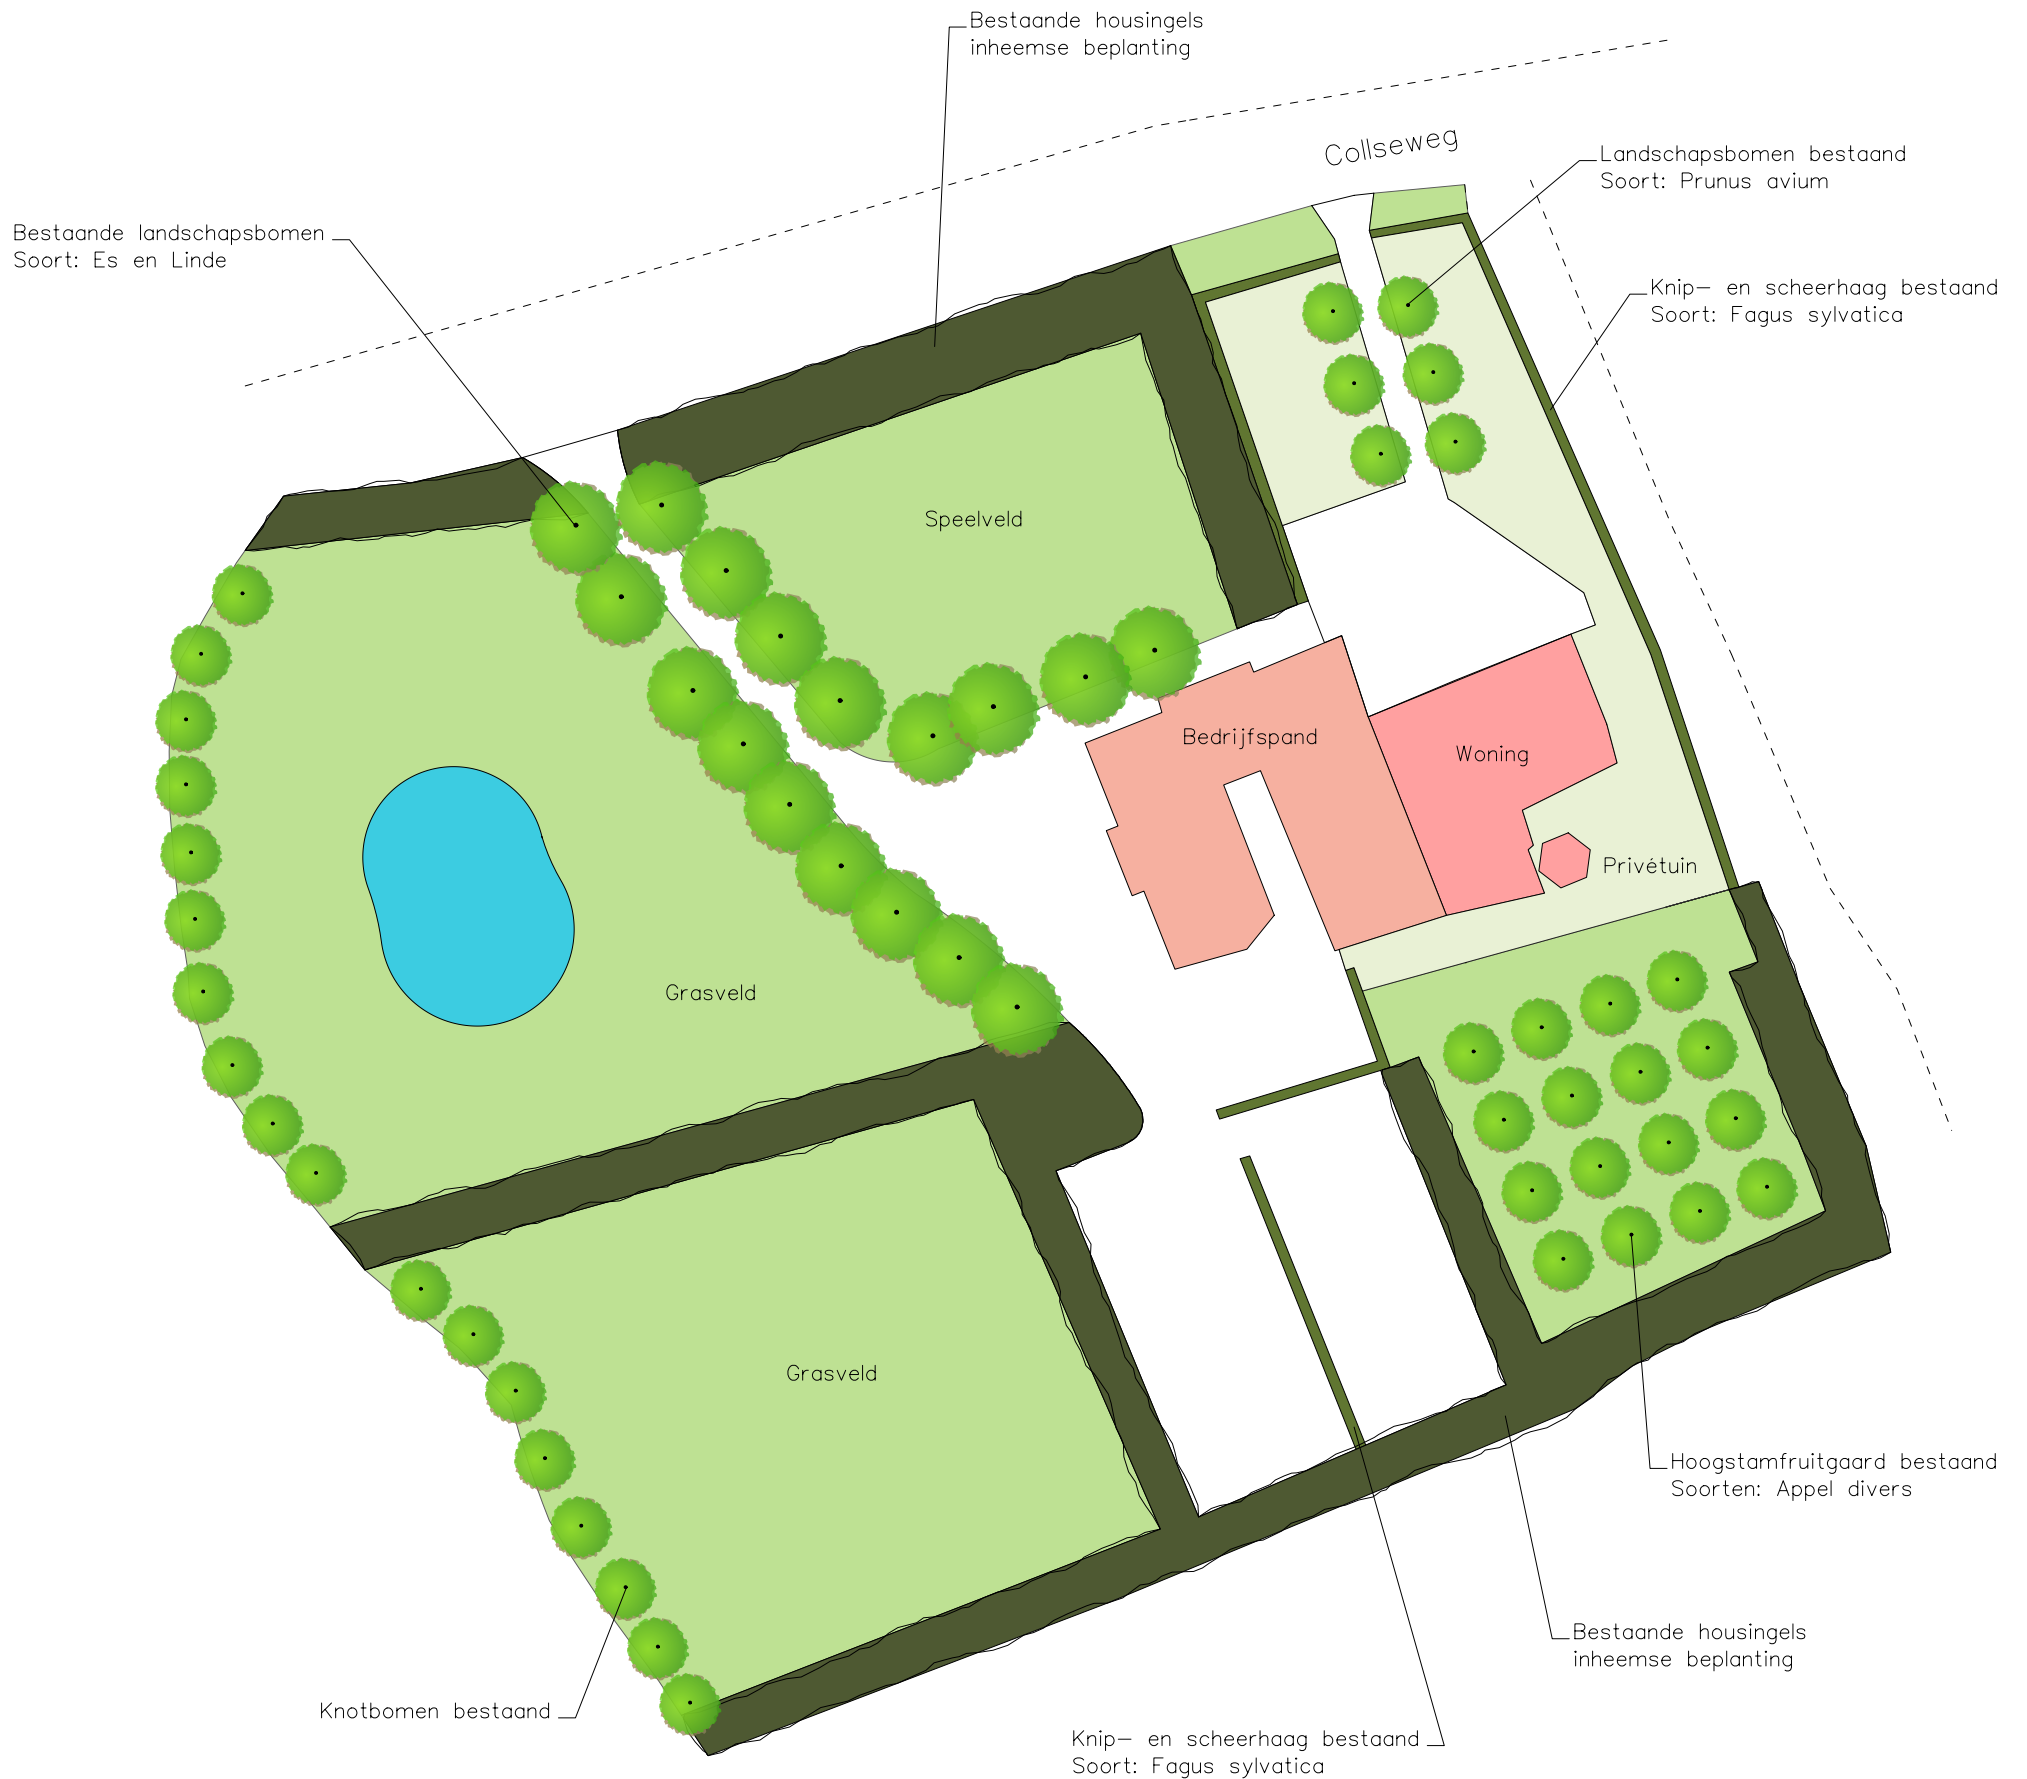 Bestaande housingels
inheemse beplanting
Collseweg
Landschapsbomen bestaand
Soort: Prunus avium
Bestaande landschapsbomen
Soort: Es en Linde
Knip- en scheerhaag bestaand
Soort: Fagus sylvatica
Speelveld
Bedrijfspand
Woning
Privétuin
Grasveld
Grasveld
Hoogstamfruitgaard bestaand
Soorten: Appel divers
Bestaande housingels
inheemse beplanting
Knotbomen bestaand
Knip- en scheerhaag bestaand
Soort: Fagus sylvatica